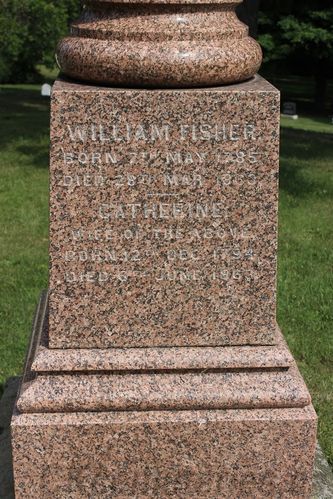 WILLIAM FISHER
BORN 7TH MAY 1785
DIED 28TH MAR
CATHERINE
WIFE OF THE ABOVE
BORN 12TH DEC 1794
DIED 6TH JUNE